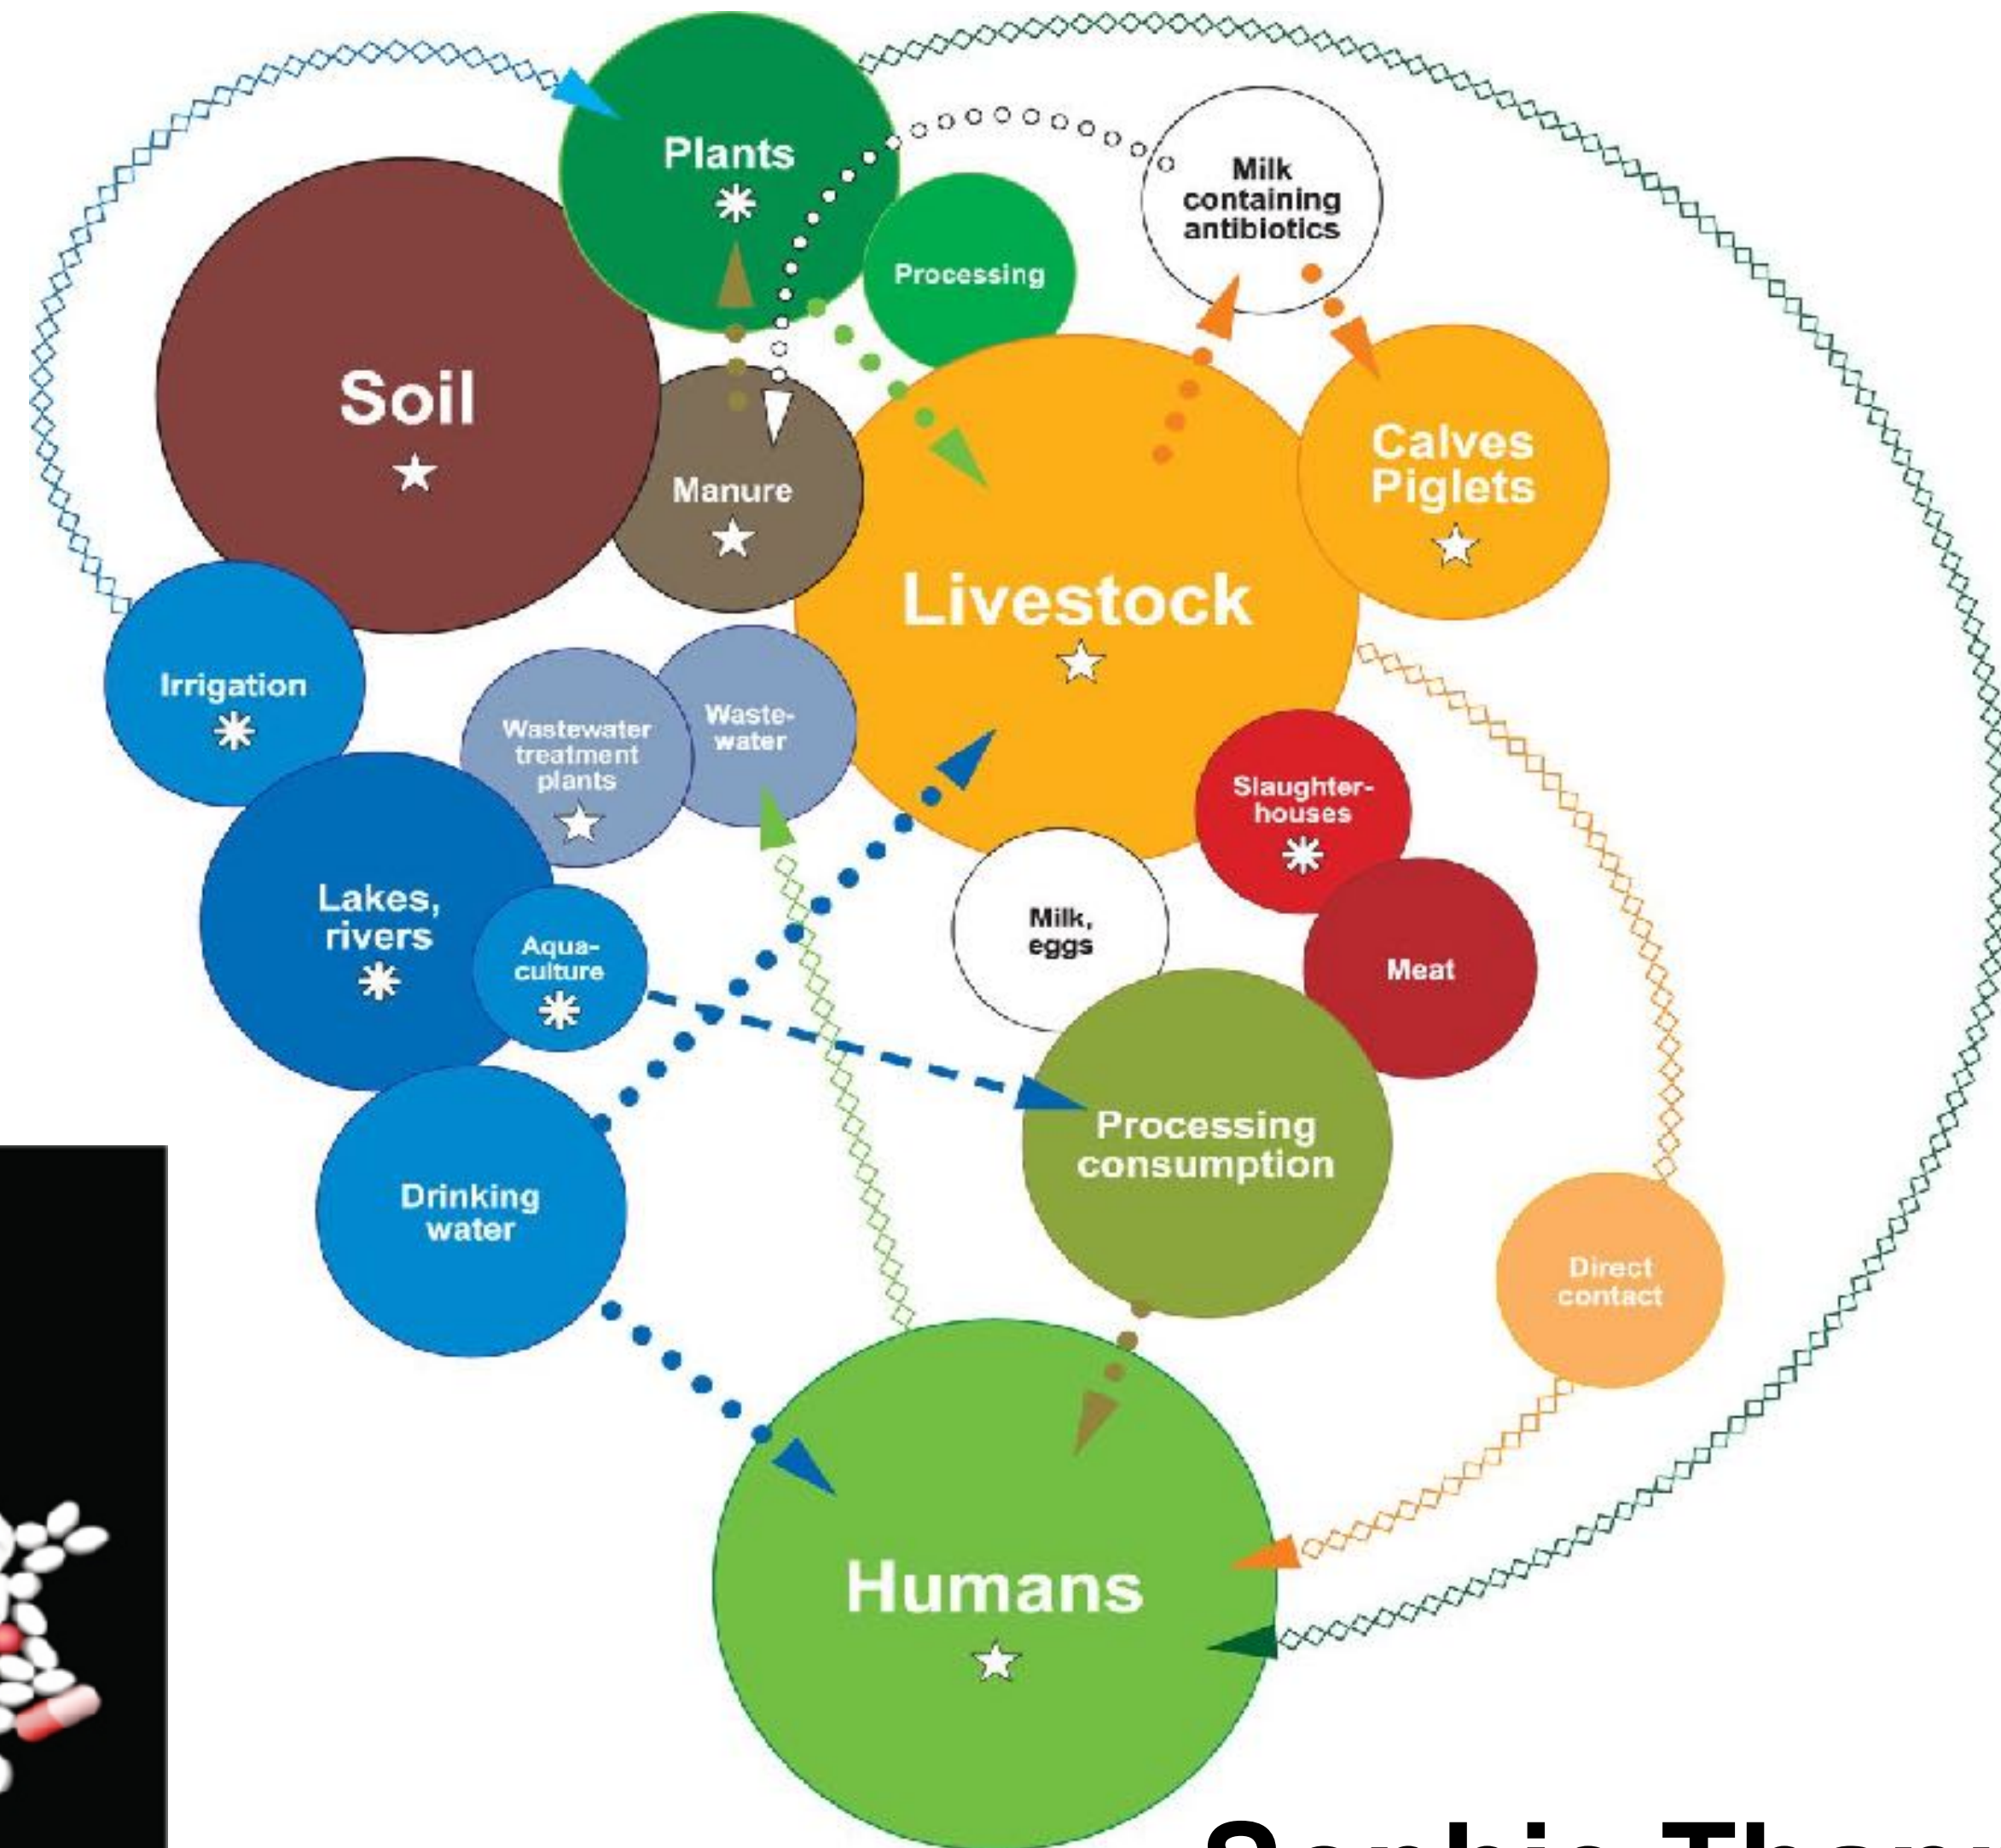 Plants
Milk
containing
antibiotics
Processing
Soil
Calves
Piglets
Manure
Livestock
Irrigation
Wastewater
treatment
plants
Waste-
water
Slaughter-
houses
Lakes,
rivers
Aqua-
culture
Milk,
eggs
Meat
Processing
consumption
Drinking
water
Direct
contact
Humans